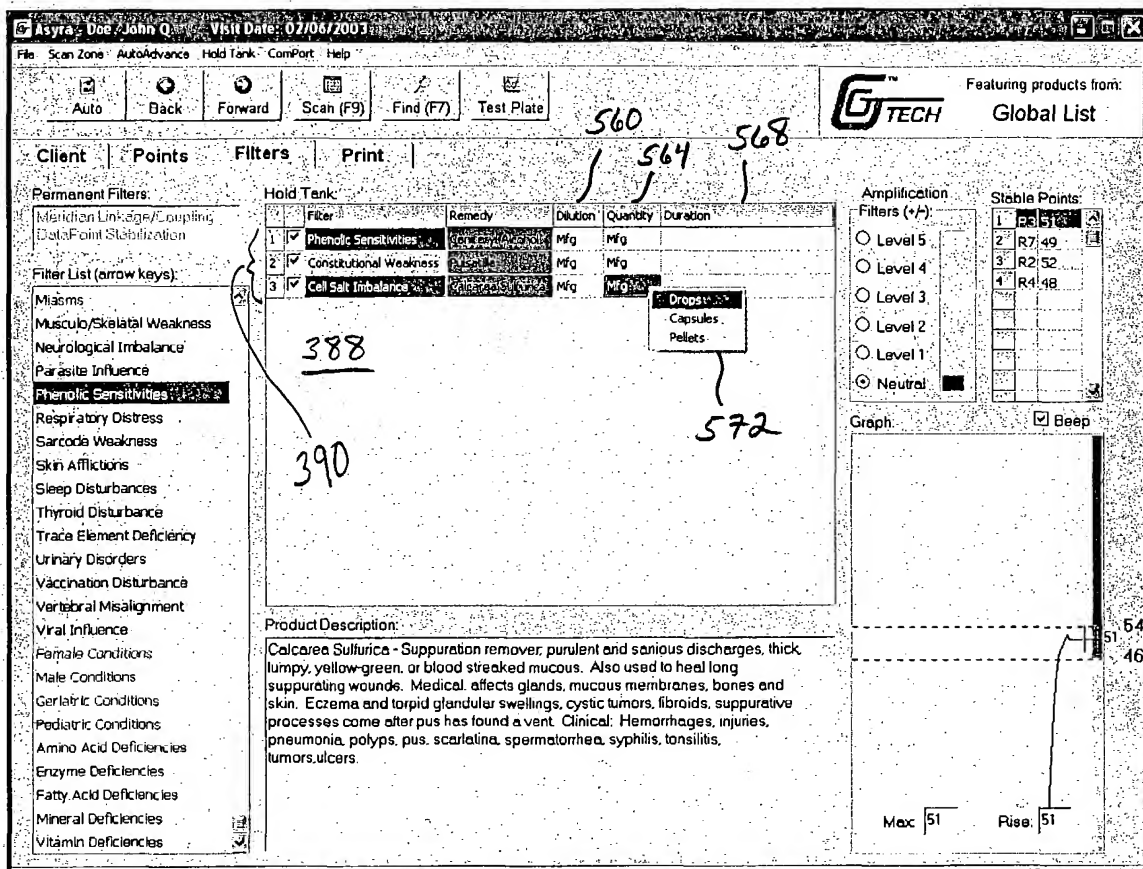 Asyra - Doe, John Q. Visit Date: 02/06/2003
File Scan Zone AutoAdvance Hold Tank ComPort Help
Auto Back Forward Scan (F9) Find (F7) Test Plate
GTECH™
Featuring products from:
Global List
560
564
568
Client Points Filters Print
Permanent Filters:
Meridian Linkage/Coupling
DataPoint Stabilization
Filter List (arrow keys):
Miasms
Musculo/Skelatal Weakness
Neurological Imbalance
Parasite Influence
Phenolic Sensitivities
Respiratory Distress
Sarcode Weakness
Skin Afflictions
Sleep Disturbances
Thyroid Disturbance
Trace Element Deficiency
Urinary Disorders
Vaccination Disturbance
Vertebral Misalignment
Viral Influence
Female Conditions
Male Conditions
Geriatric Conditions
Pediatric Conditions
Amino Acid Deficiencies
Enzyme Deficiencies
Fatty Acid Deficiencies
Mineral Deficiencies
Vitamin Deficiencies
Hold Tank:
Filter Remedy Dilution Quantity Duration
1 Phenolic Sensitivities Mfg Mfg
2 Constitutional Weakness Pulsatilla Mfg Mfg
3 Cell Salt Imbalance Calcarea Sulfurica Mfg Mfg
Drops
Capsules
Pellets
388
390
572
Product Description:
Calcarea Sulfurica - Suppuration remover, purulent and sanious discharges, thick,
lumpy, yellow-green, or blood streaked mucous. Also used to heal long
suppurating wounds. Medical: affects glands, mucous membranes, bones and
skin. Eczema and torpid glandular swellings, cystic tumors, fibroids, suppurative
processes come after pus has found a vent. Clinical: Hemorrhages, injuries,
pneumonia, polyps, pus, scarlatina, spermatorrhea, syphilis, tonsilitis,
tumors,ulcers.
Amplification
Filters (+/-):
Level 5
Level 4
Level 3
Level 2
Level 1
Neutral
Stable Points:
1 R3 51
2 R7 49
3 R2 52
4 R4 48
Graph: Beep
54
51
46
Max: 51 Rise: 51